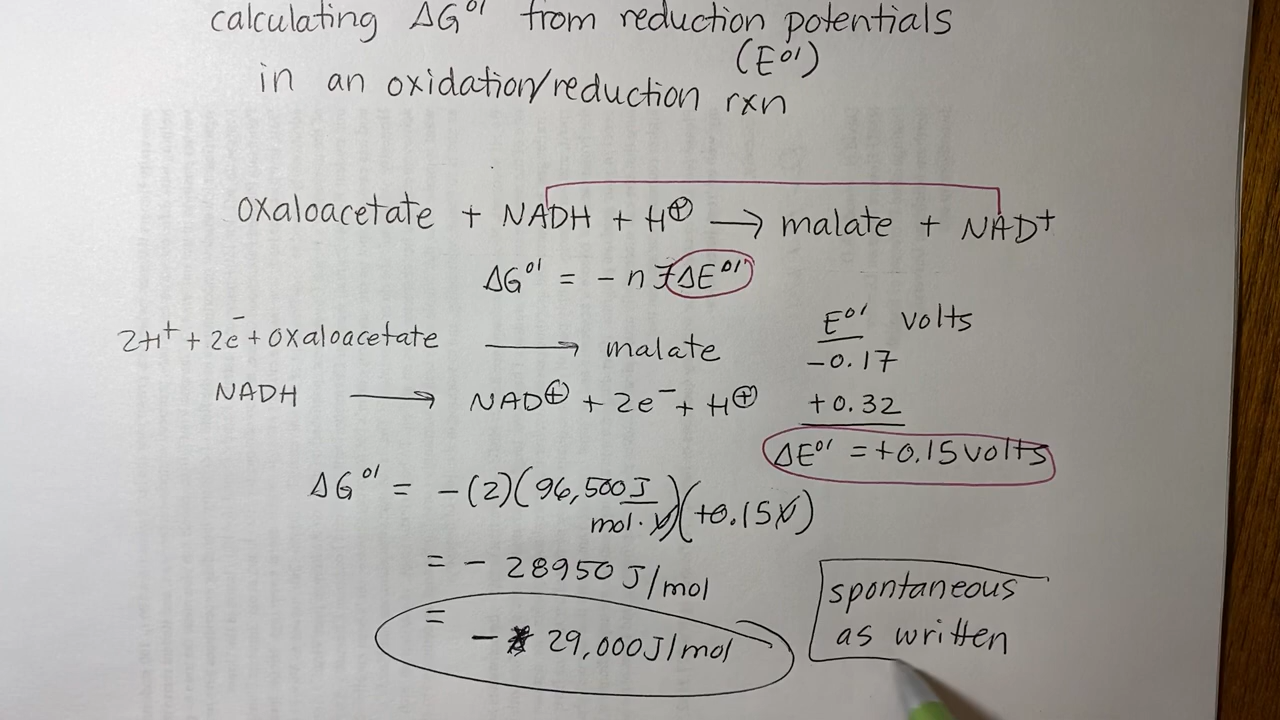 calculating ΔG°' from reduction potentials
(E°')
in an oxidation/reduction rxn
oxaloacetate + NADH + H⊕ → malate + NAD+
ΔG°' = - n F ΔE°'
E°' volts
2H+ + 2e- + oxaloacetate → malate -0.17
NADH → NAD⊕ + 2e- + H⊕ +0.32
ΔE°' = +0.15 volts
ΔG°' = -(2)(96,500 J/mol·V)(+0.15V)
= - 28950 J/mol
= - 29,000 J/mol
spontaneous
as written